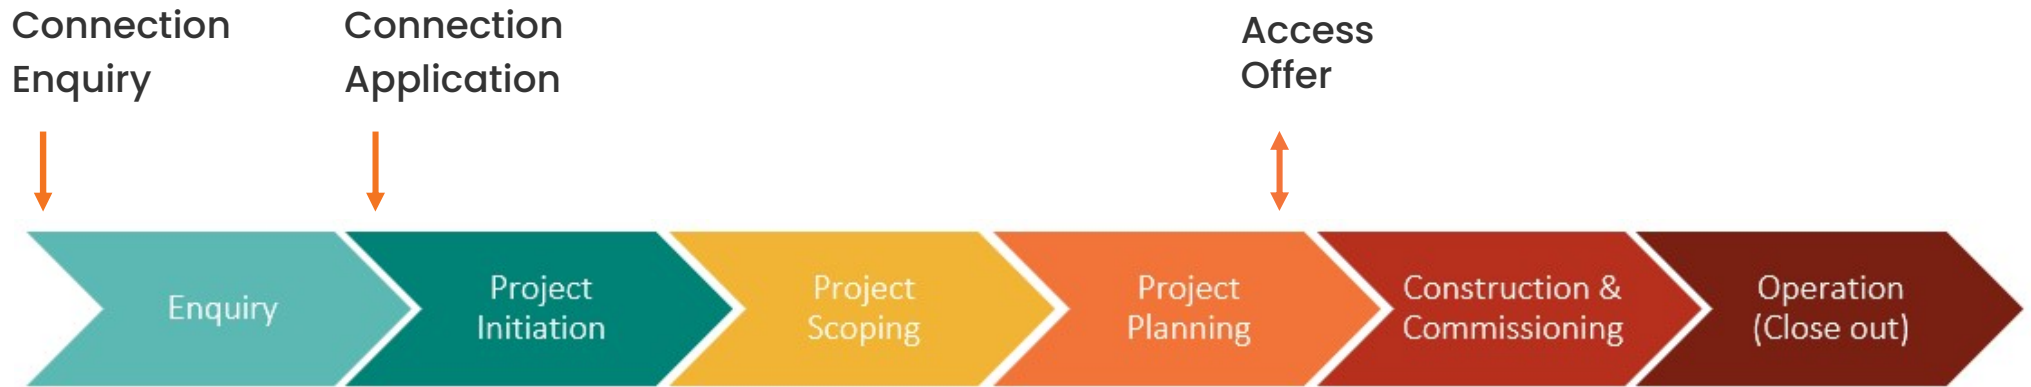 Connection
Enquiry
Connection
Application
Access
Offer
Enquiry
Project
Initiation
Project
Scoping
Project
Planning
Construction &
Commissioning
Operation
(Close out)